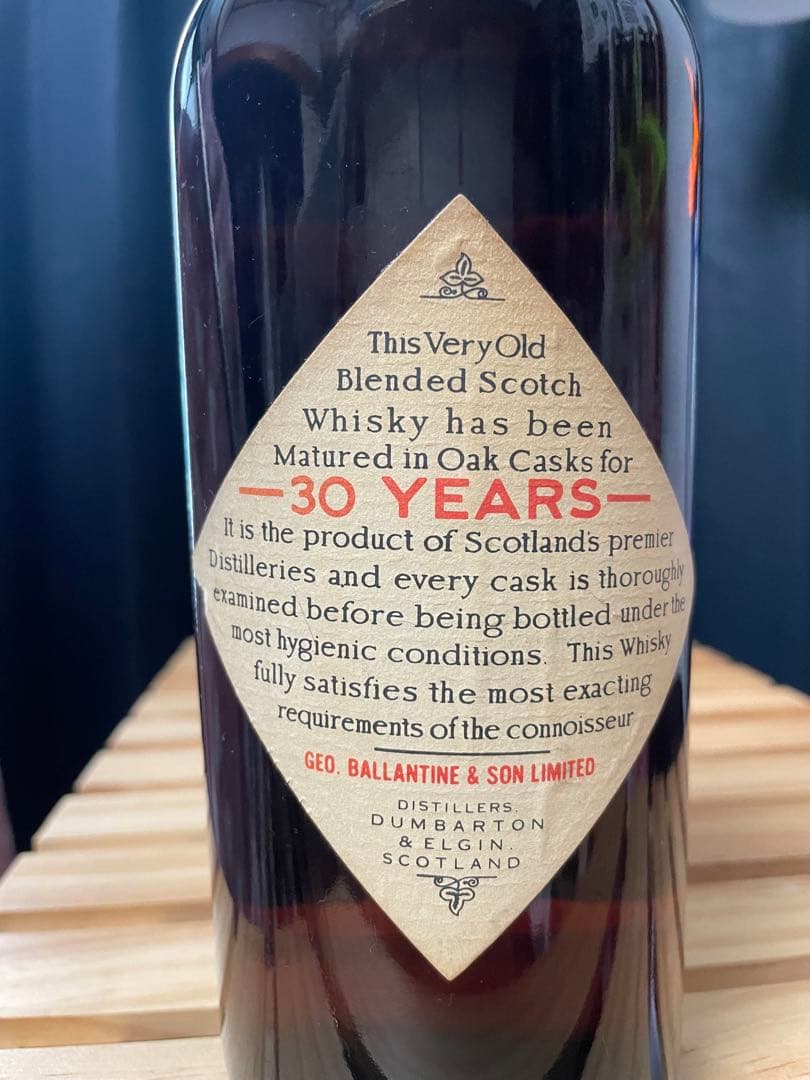 This Very Old
Blended Scotch
Whisky has been
Matured in Oak Casks for
—30 YEARS—
It is the product of Scotland's premier
Distilleries and every cask is thoroughly
examined before being bottled under the
most hygienic conditions. This Whisky
fully satisfies the most exacting
requirements of the connoisseur
GEO. BALLANTINE & SON LIMITED
DISTILLERS.
DUMBARTON
& ELGIN.
SCOTLAND